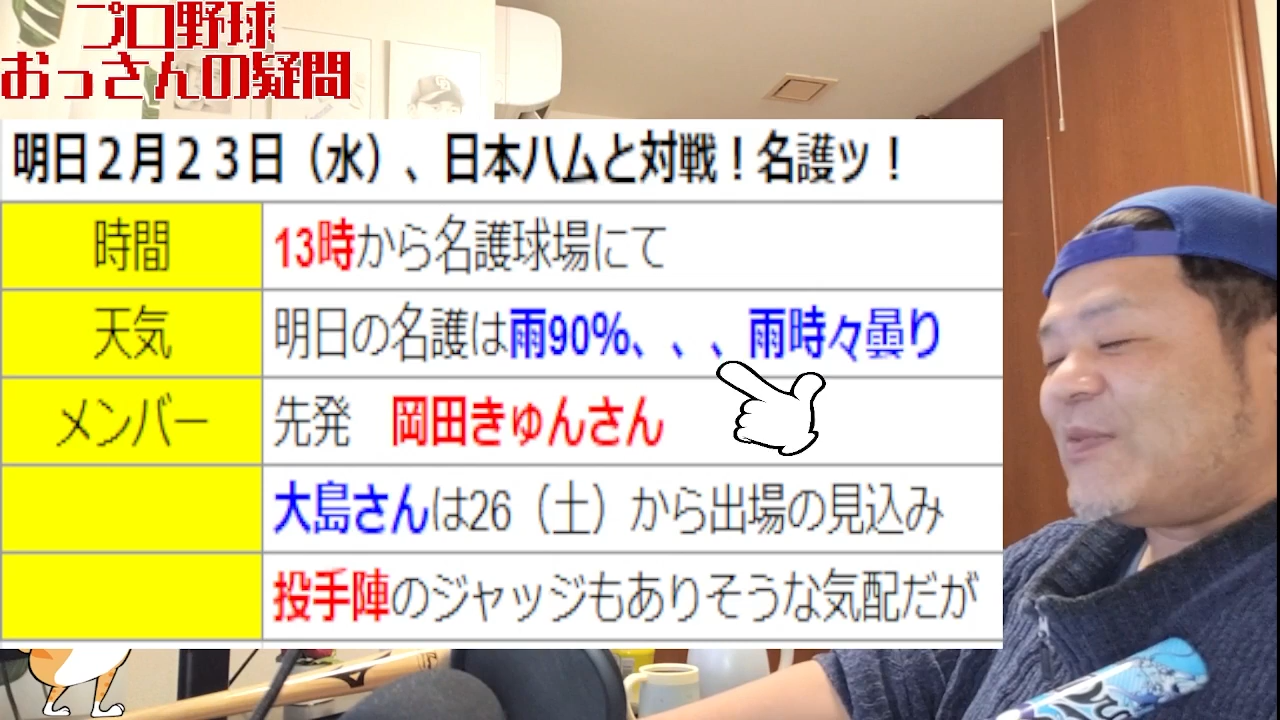 プロ野球
おっさんの疑問
明日２月２３日（水）、日本ハムと対戦！名護ッ！
時間 13時から名護球場にて
天気 明日の名護は雨90%、、、雨時々曇り
メンバー 先発　岡田きゅんさん
大島さんは26（土）から出場の見込み
投手陣のジャッジもありそうな気配だが